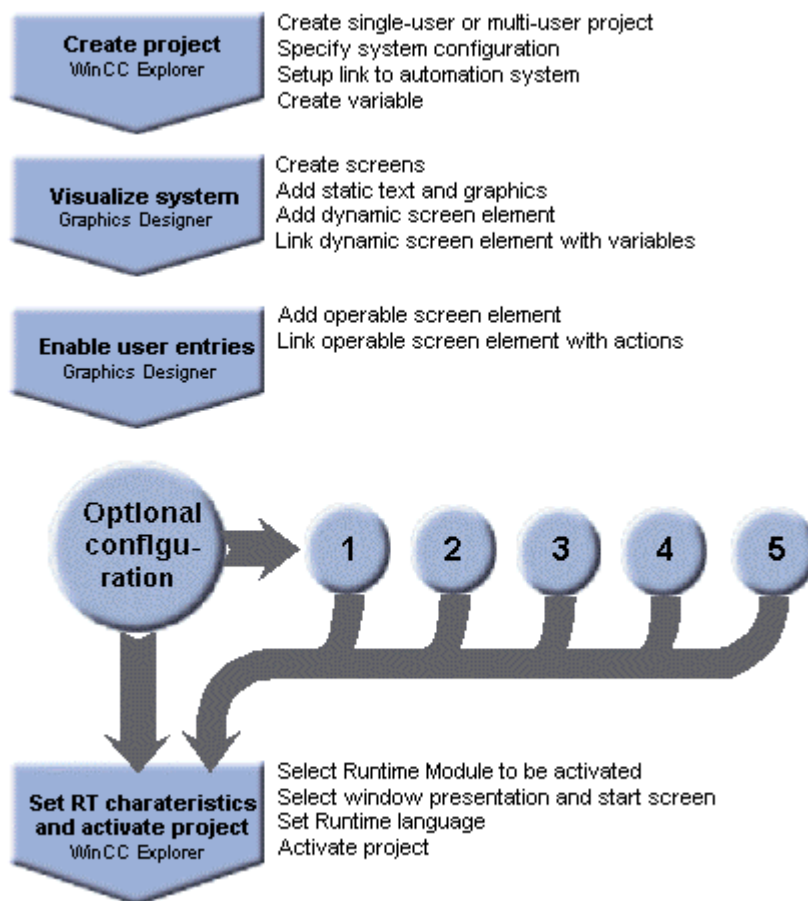 Create project
WinCC Explorer
Create single-user or multi-user project
Specify system configuration
Setup link to automation system
Create variable
Visualize system
Graphics Designer
Create screens
Add static text and graphics
Add dynamic screen element
Link dynamic screen element with variables
Enable user entries
Graphics Designer
Add operable screen element
Link operable screen element with actions
Optional
configu-
ration
1
2
3
4
5
Set RT charateristics
and activate project
WinCC Explorer
Select Runtime Module to be activated
Select window presentation and start screen
Set Runtime language
Activate project